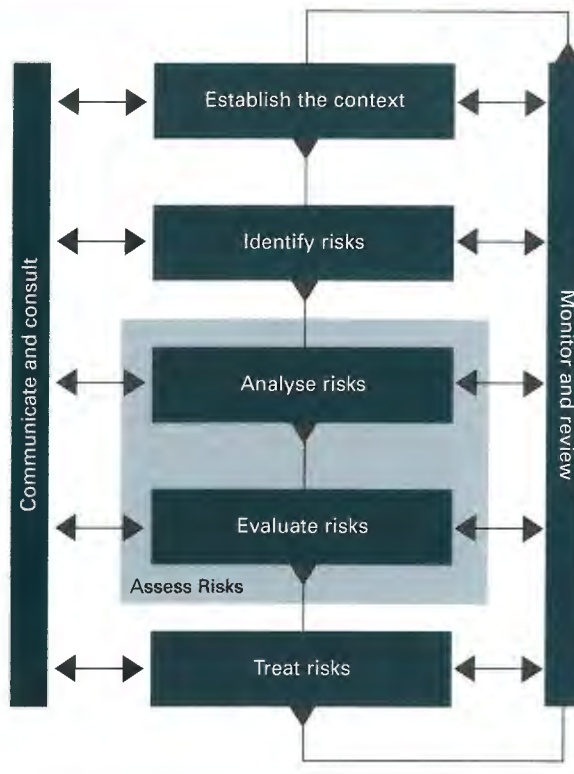 Establish the context
Identify risks
Analyse risks
Evaluate risks
Assess Risks
Treat risks
Communicate and consult
Monitor and review